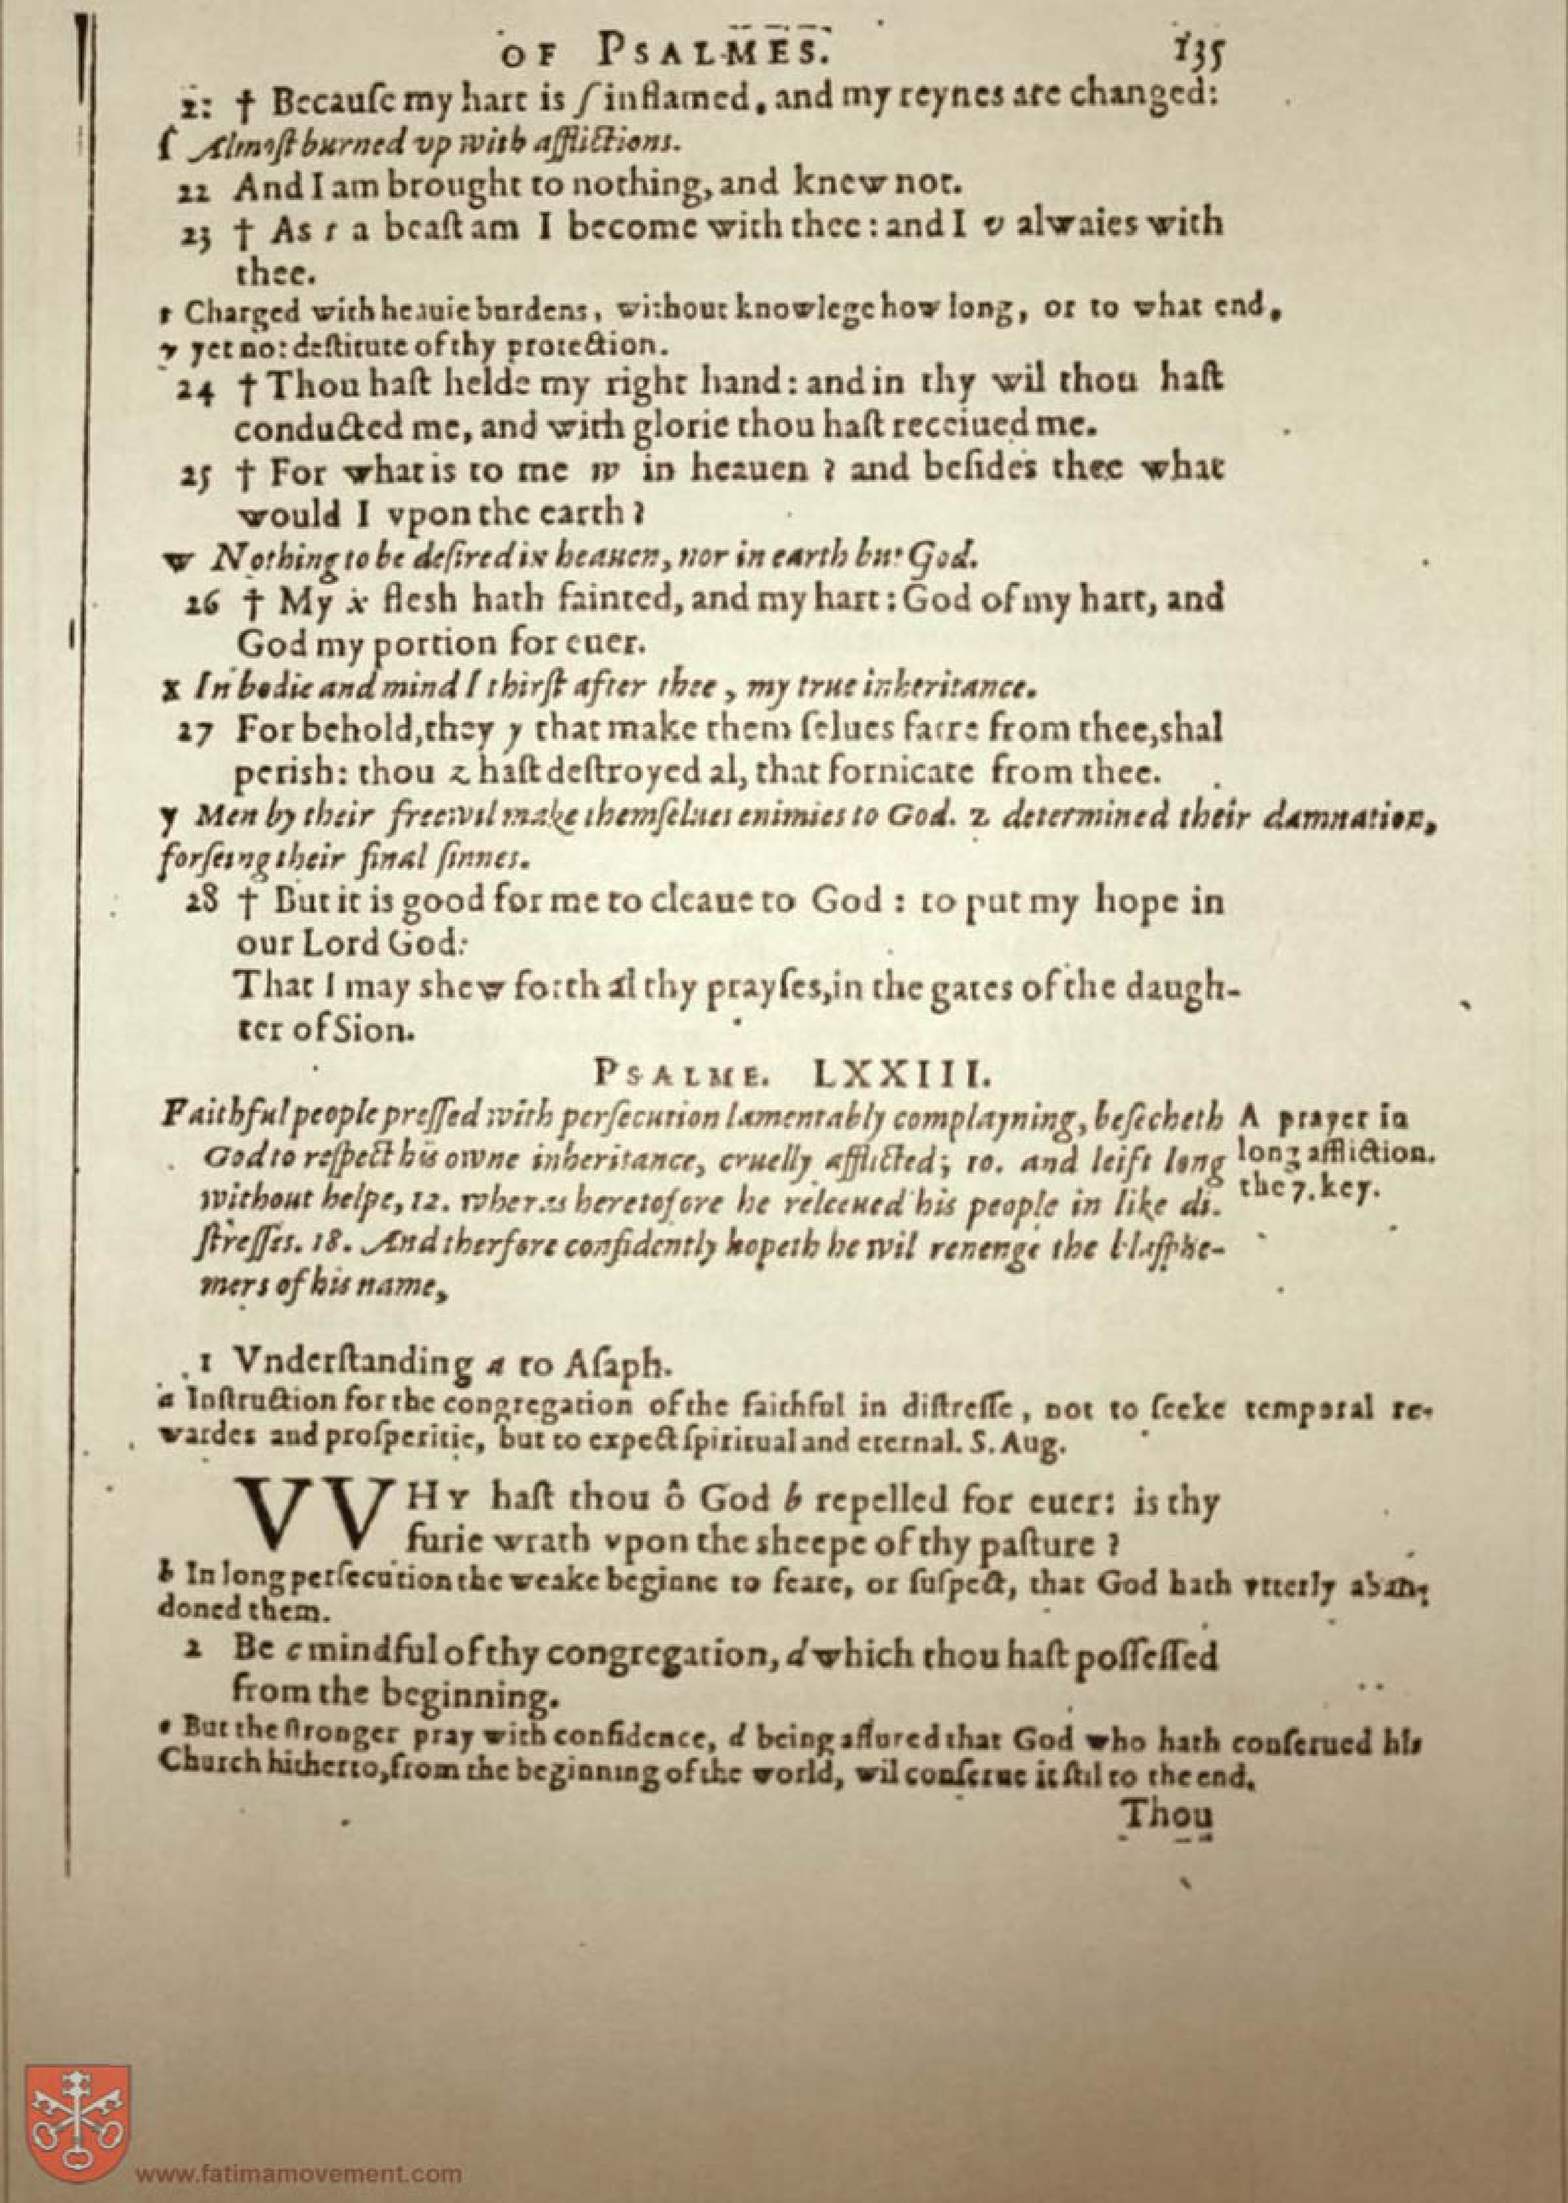 OF PSALMES. 135
21 † Becauſe my hart is ſ inflamed, and my reynes are changed:
ſ Almoſt burned up with afflictions.
22 And I am brought to nothing, and knew not.
23 † As t a beaſt am I become with thee: and I v alwaies with
thee.
t Charged with heauie burdens, without knowlege how long, or to what end,
v yet not deſtitute of thy protection.
24 † Thou haſt helde my right hand: and in thy wil thou haſt
conducted me, and with glorie thou haſt receiued me.
25 † For what is to me w in heauen? and beſides thee what
would I vpon the earth?
w Nothing to be deſired in heauen, nor in earth but God.
26 † My x flesh hath fainted, and my hart: God of my hart, and
God my portion for euer.
x In bodie and mind I thirſt after thee, my true inheritance.
27 For behold, they y that make them ſelues farre from thee, shal
perish: thou z haſt deſtroyed al, that fornicate from thee.
y Men by their freewil make themſelues enimies to God. z determined their damnation,
forſeing their final ſinnes.
28 † But it is good for me to cleaue to God: to put my hope in
our Lord God:
That I may shew forth al thy prayſes, in the gates of the daugh-
ter of Sion.
PSALME. LXXIII.
Faithful people preſſed with perſecution lamentably complayning, beſecheth
God to reſpect his owne inheritance, cruelly afflicted; 10. and leift long
without helpe, 12. wheras heretofore he releeued his people in like di-
ſtreſſes. 18. And therfore confidently hopeth he wil reuenge the blaſphe-
mers of his name,
A prayer in
long affliction.
the 7. key.
1 Vnderſtanding a to Aſaph.
a Inſtruction for the congregation of the faithful in diſtreſſe, not to ſeeke temporal re-
wardes and proſperitie, but to expect ſpiritual and eternal. S. Aug.
VVHY haſt thou ô God b repelled for euer: is thy
furie wrath vpon the sheepe of thy paſture?
b In long perſecution the weake beginne to feare, or ſuſpect, that God hath vtterly aban-
doned them.
2 Be c mindful of thy congregation, d which thou haſt poſſeſſed
from the beginning.
c But the ſtronger pray with confidence, d being aſſured that God who hath conſerued his
Church hitherto, from the beginning of the world, wil conſerue it ſtil to the end.
Thou
www.fatimamovement.com